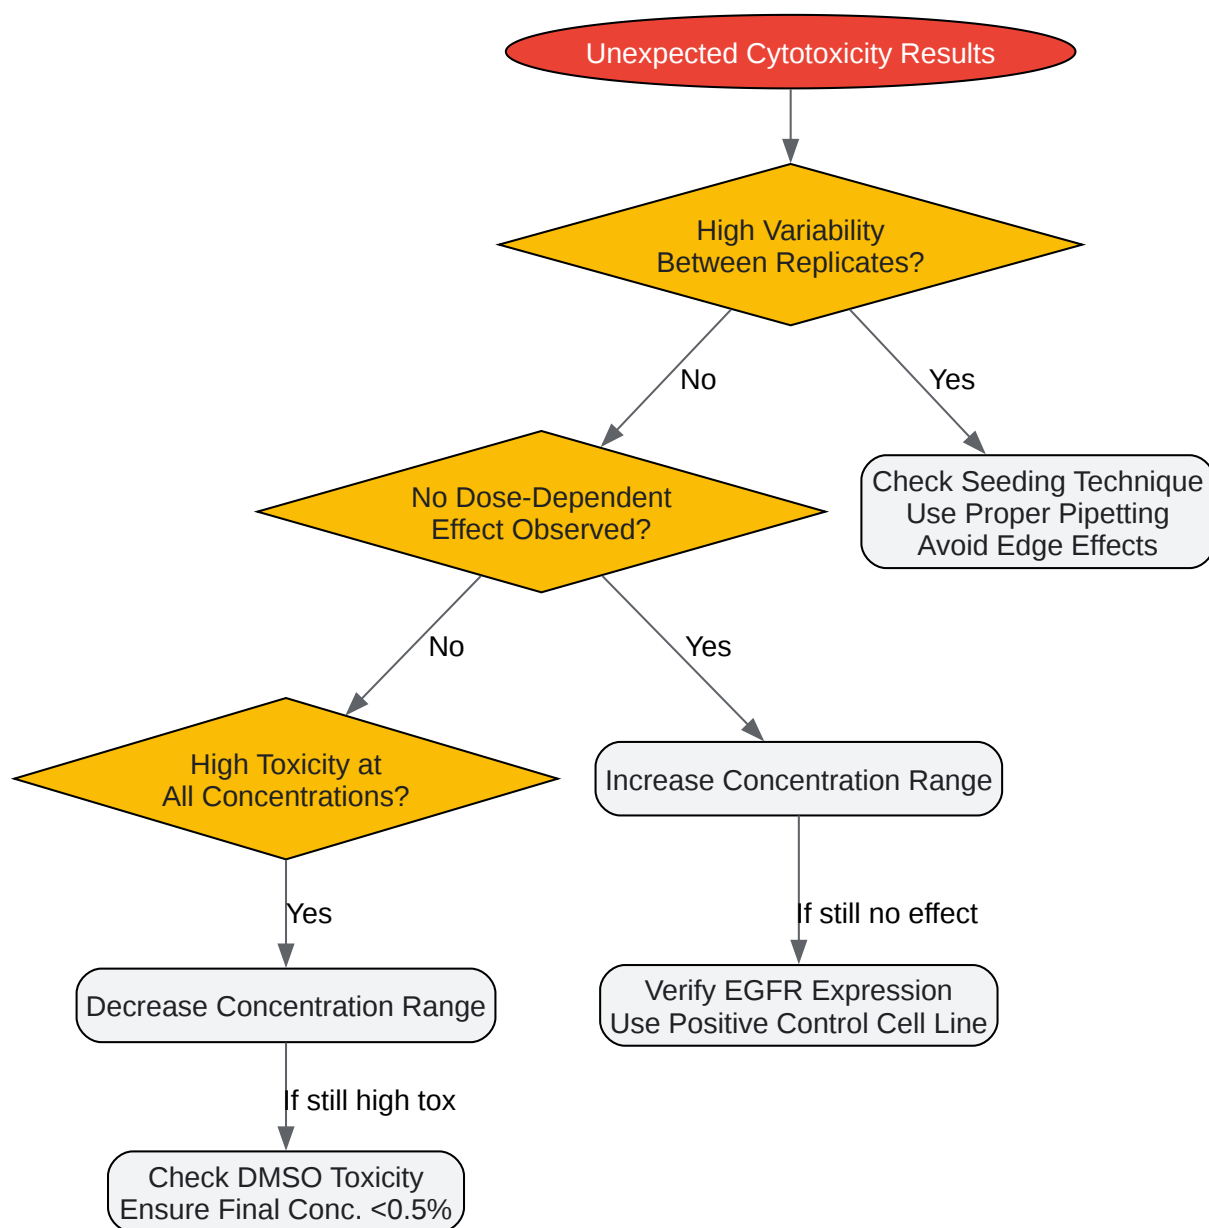 Unexpected Cytotoxicity Results
High Variability
Between Replicates?
No
Yes
No Dose-Dependent
Effect Observed?
Check Seeding Technique
Use Proper Pipetting
Avoid Edge Effects
No
Yes
High Toxicity at
All Concentrations?
Increase Concentration Range
Yes
If still no effect
Decrease Concentration Range
Verify EGFR Expression
Use Positive Control Cell Line
If still high tox
Check DMSO Toxicity
Ensure Final Conc. <0.5%